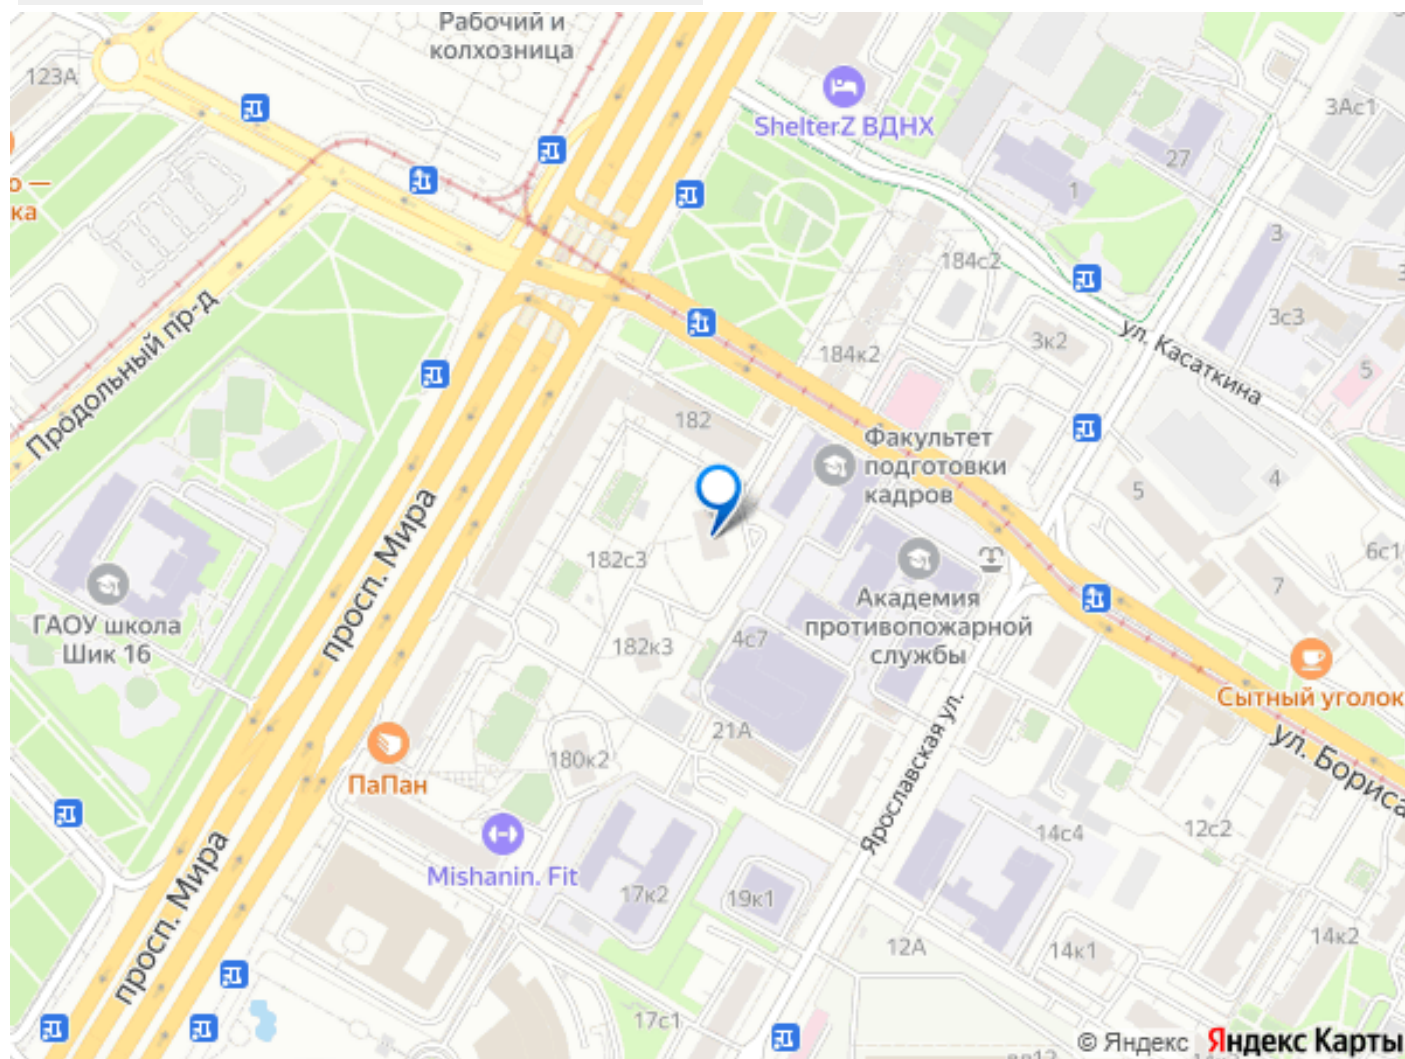 Рабочий и
колхозница
123А
ShelterZ ВДНХ
3Ас1
27
1
о —
ка
3
184с2
3с3
Продольный пр-д
184к2
3к2
ул. Касаткина
5
182
Факультет
подготовки
кадров
4
5
просп. Мира
182с3
6с1
7
ГАОУ школа
Шик 16
Академия
противопожарной
службы
182к3
4с7
Сытный уголок
21А
180к2
ПаПан
ул. Бориса
Ярославская ул.
14с4
12с2
Mishanin. Fit
17к2
19к1
просп. Мира
12А
14к1
14к2
17с1
© Яндекс Яндекс Карты